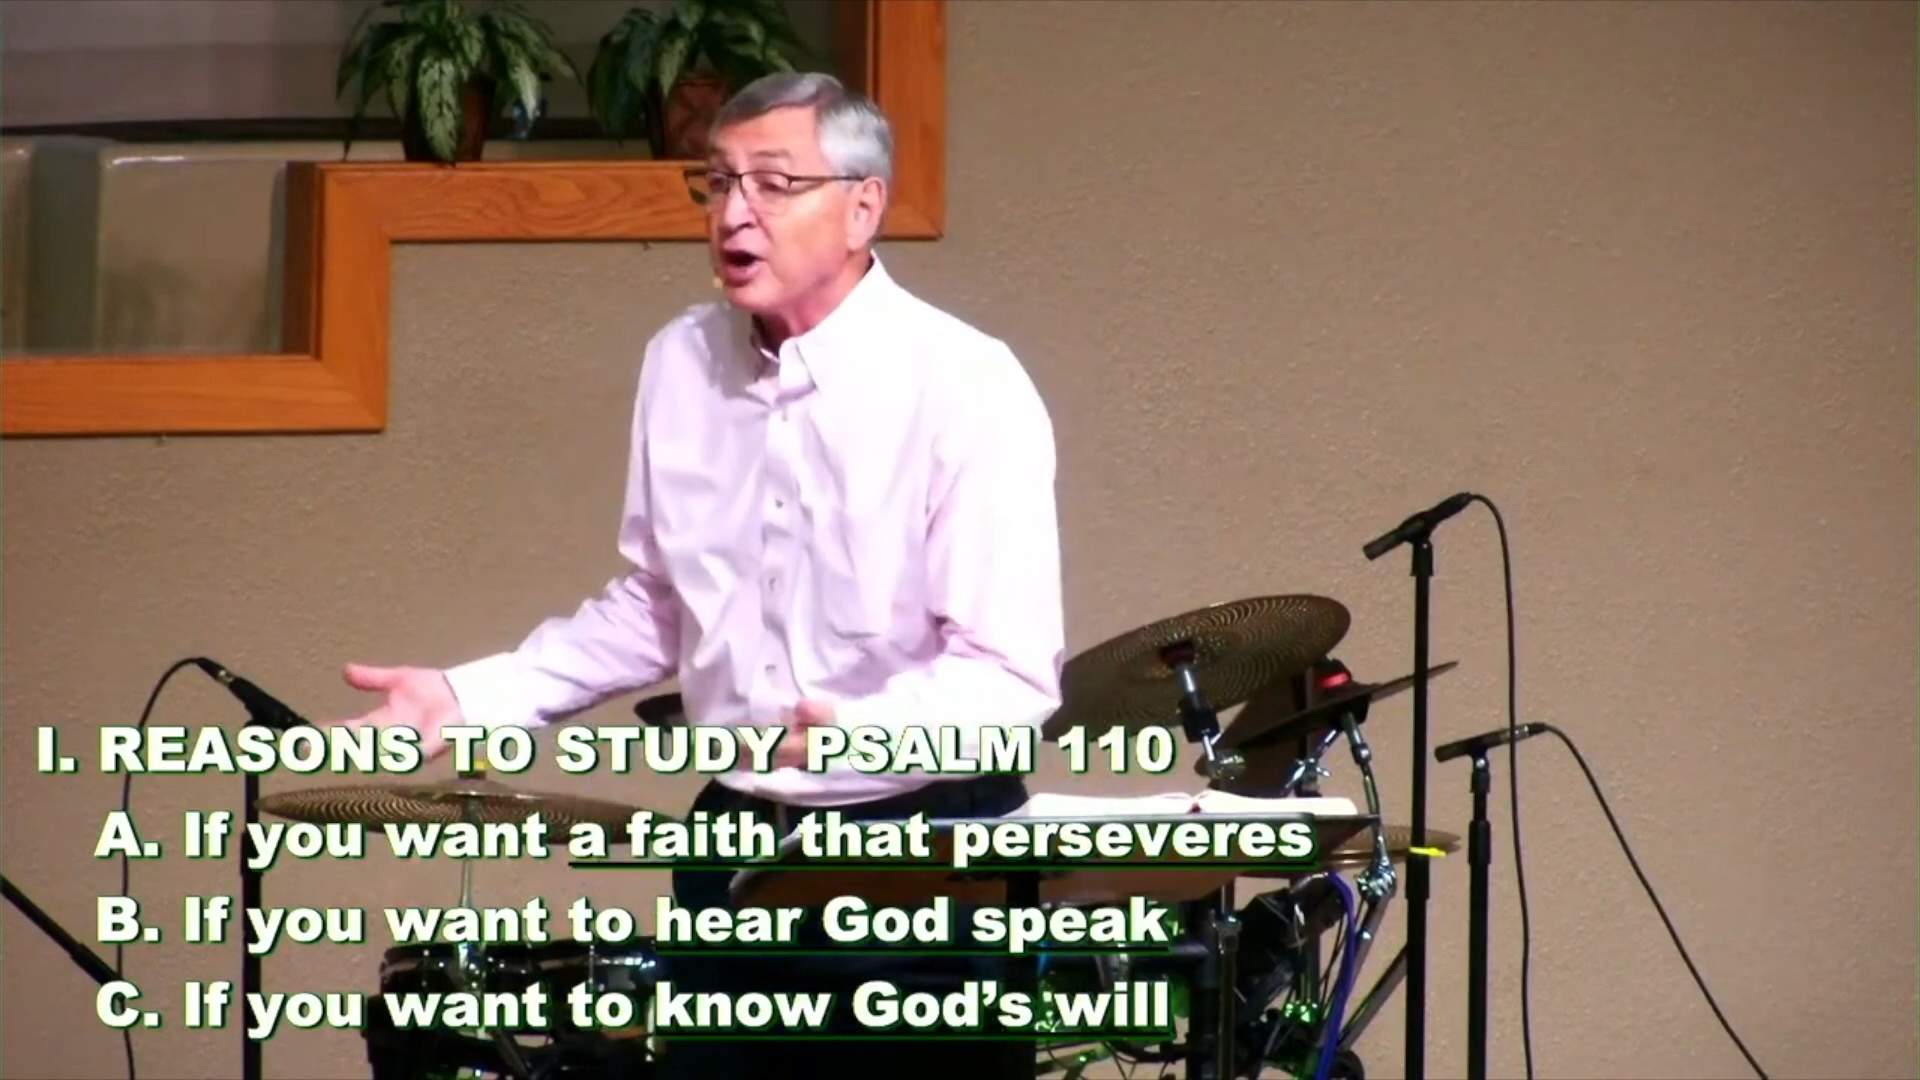 I. REASONS TO STUDY PSALM 110
A. If you want a faith that perseveres
B. If you want to hear God speak
C. If you want to know God’s will